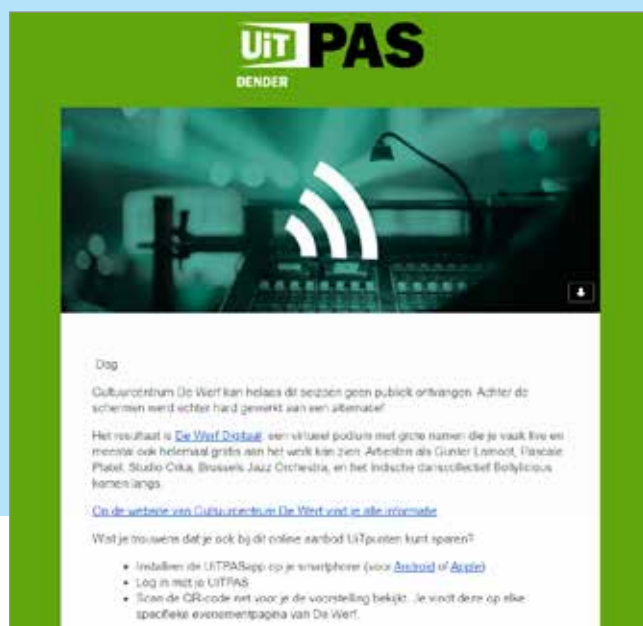 UiT PAS
DENDER
Dag
Cultuurcentrum De Werf kan helaas dit seizoen geen publiek ontvangen. Achter de
schermen werd echter hard gewerkt aan een alternatief.
Het resultaat is De Werf Digitaal: een virtueel podium met grote namen die je vaak live en
meestal ook helemaal gratis aan het werk kan zien. Artiesten als Gunter Lamoot, Pascale
Platel, Studio Orka, Brussels Jazz Orchestra, en het Indische danscollectief Bollylicious
komen langs.
Op de website van Cultuurcentrum De Werf vind je alle informatie
Wist je trouwens dat je ook bij dit online aanbod UiTpunten kunt sparen?
• Installeer de UiTPASapp op je smartphone (voor Android of Apple)
• Log in met je UiTPAS
• Scan de QR-code net voor je de voorstelling bekijkt. Je vindt deze op elke
specifieke evenementpagina van De Werf.